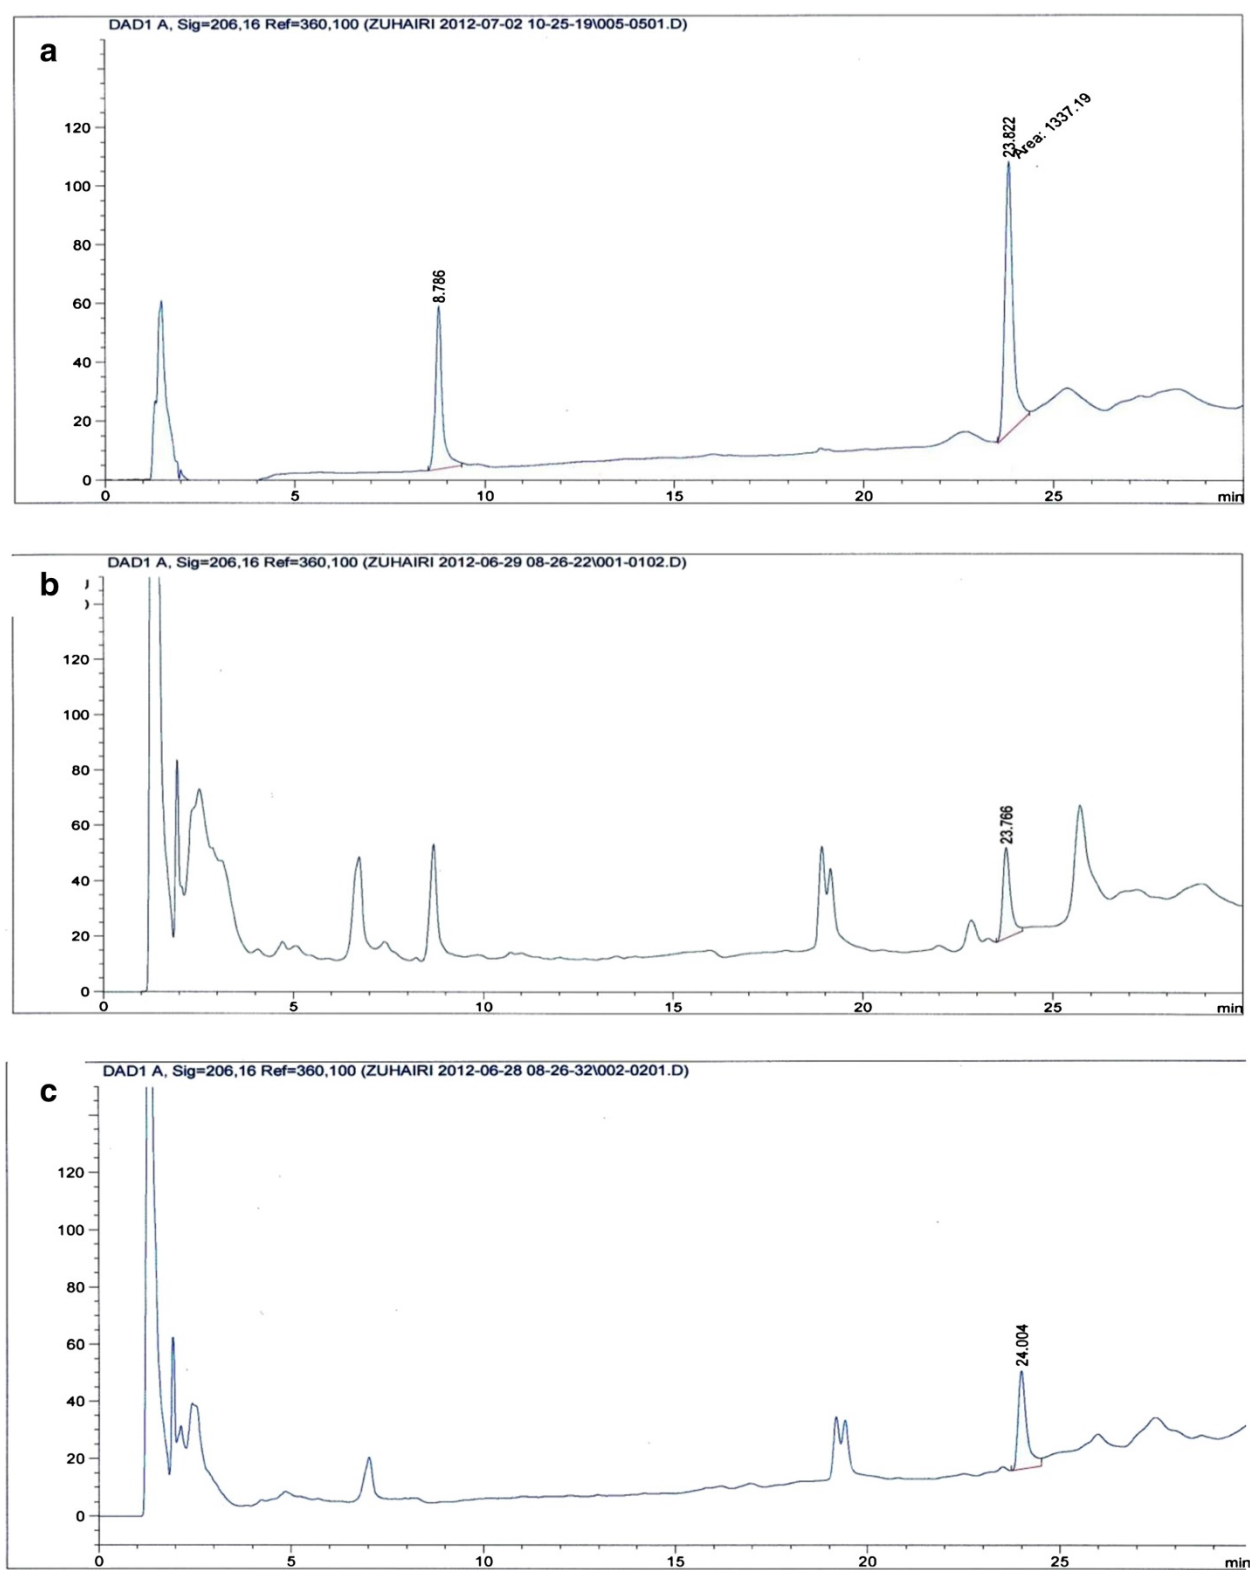 DAD1 A, Sig=206,16 Ref=360,100 (ZUHAIRI 2012-07-02 10-25-19\005-0501.D)
a
120
100
80
60
40
20
0
8.786
23.822
Area: 1337.19
0 5 10 15 20 25 min
DAD1 A, Sig=206,16 Ref=360,100 (ZUHAIRI 2012-06-29 08-26-22\001-0102.D)
b
120
100
80
60
40
20
0
23.766
0 5 10 15 20 25 min
DAD1 A, Sig=206,16 Ref=360,100 (ZUHAIRI 2012-06-28 08-26-32\002-0201.D)
c
120
100
80
60
40
20
0
24.004
0 5 10 15 20 25 min